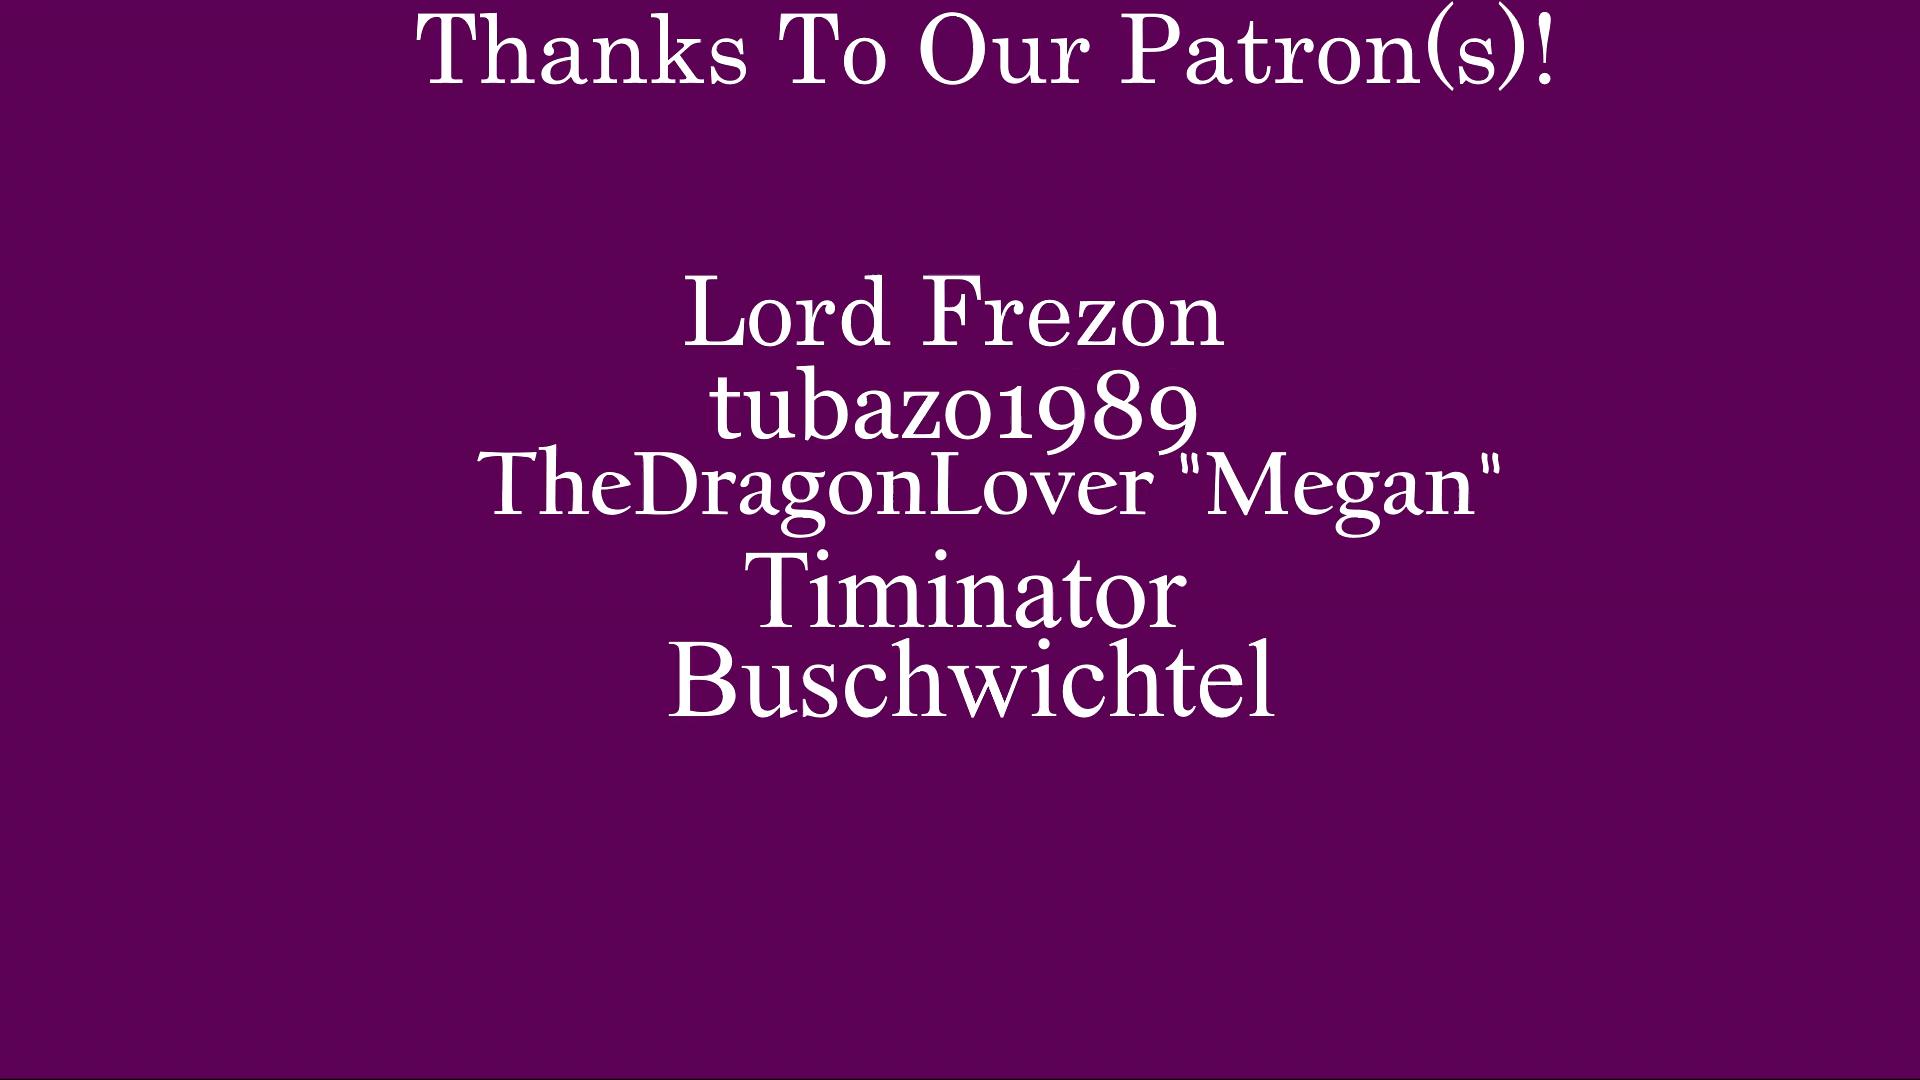 Thanks To Our Patron(s)!
Lord Frezon
tubazo1989
TheDragonLover "Megan"
Timinator
Buschwichtel